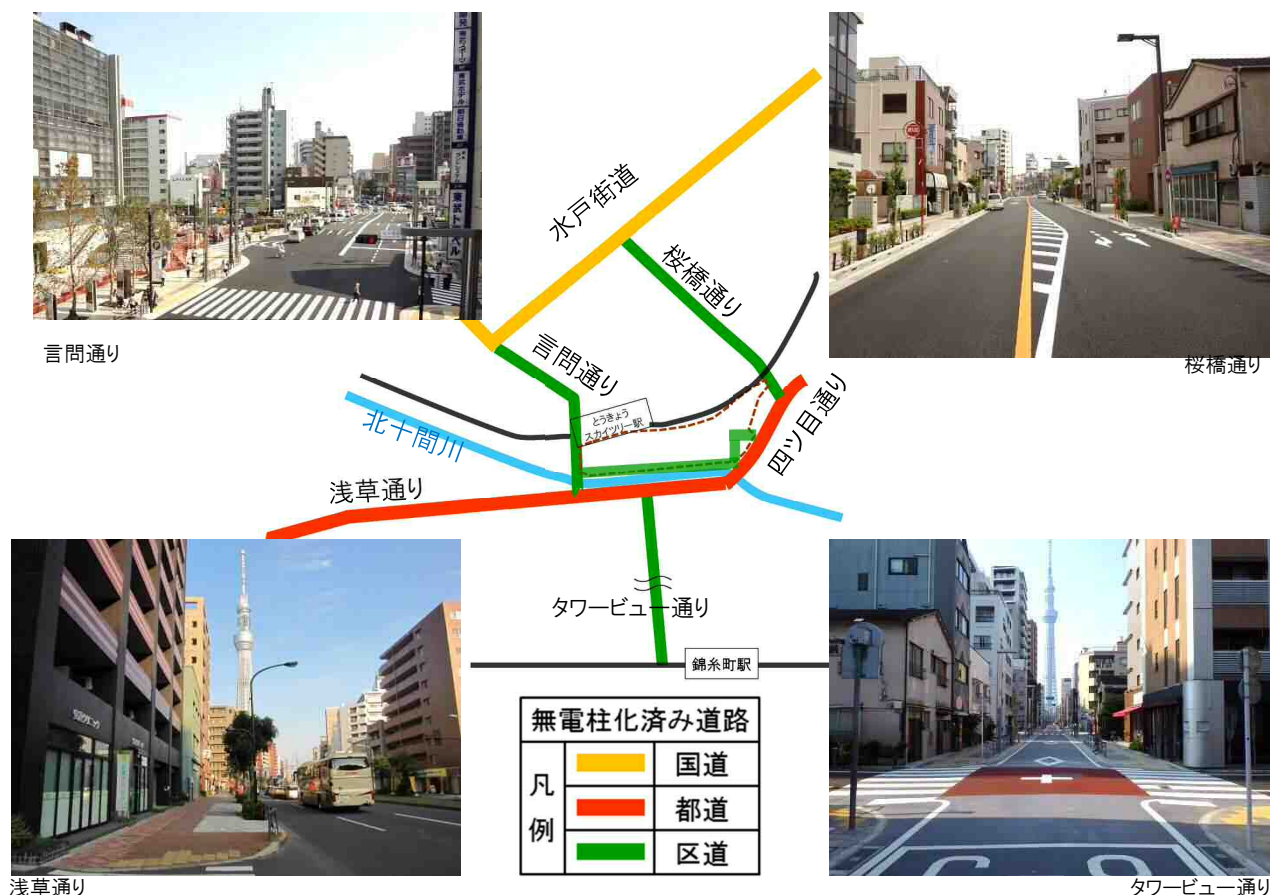 言問通り
桜橋通り
水戸街道
桜橋通り
言問通り
とうきょう
スカイツリー駅
四ツ目通り
北十間川
浅草通り
タワービュー通り
錦糸町駅
無電柱化済み道路
凡例
国道
都道
区道
浅草通り
タワービュー通り